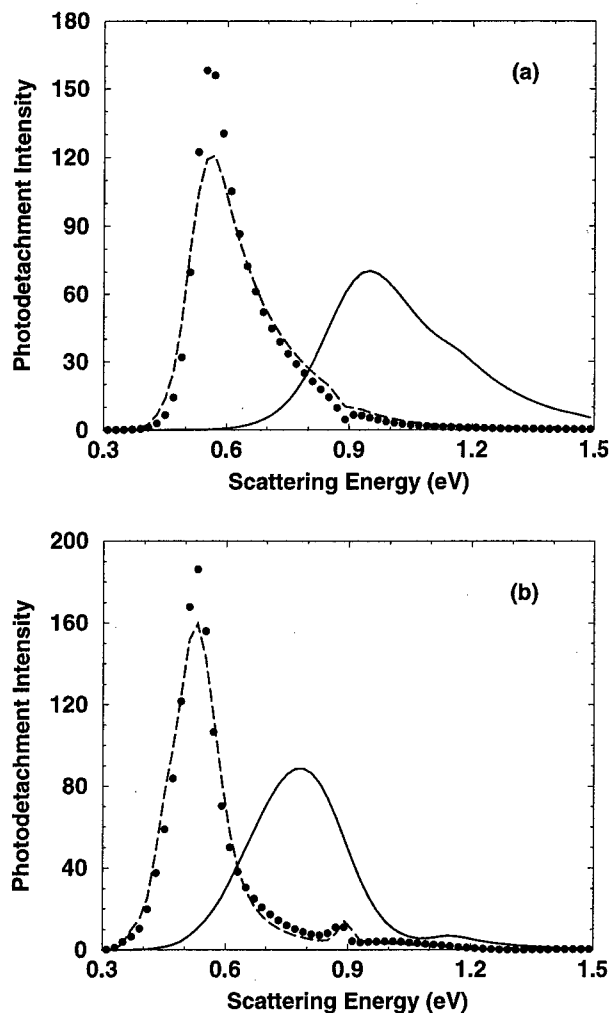 180
150
120
90
60
30
0
Photodetachment Intensity
(a)
0.3 0.6 0.9 1.2 1.5
Scattering Energy (eV)
200
160
120
80
40
0
Photodetachment Intensity
(b)
0.3 0.6 0.9 1.2 1.5
Scattering Energy (eV)